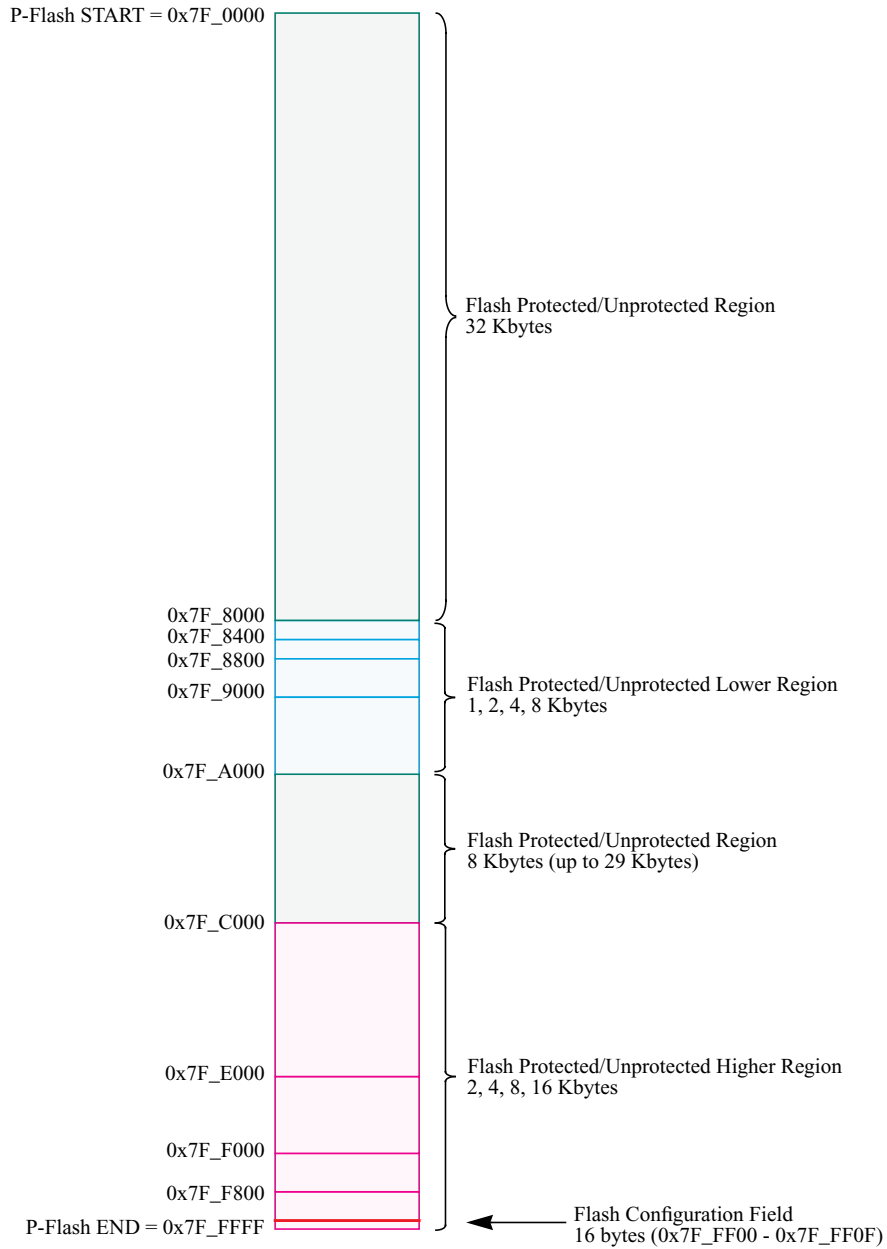 P-Flash START = 0x7F_0000
Flash Protected/Unprotected Region
32 Kbytes
0x7F_8000
0x7F_8400
0x7F_8800
0x7F_9000
Flash Protected/Unprotected Lower Region
1, 2, 4, 8 Kbytes
0x7F_A000
Flash Protected/Unprotected Region
8 Kbytes (up to 29 Kbytes)
0x7F_C000
0x7F_E000
Flash Protected/Unprotected Higher Region
2, 4, 8, 16 Kbytes
0x7F_F000
0x7F_F800
P-Flash END = 0x7F_FFFF
Flash Configuration Field
16 bytes (0x7F_FF00 - 0x7F_FF0F)